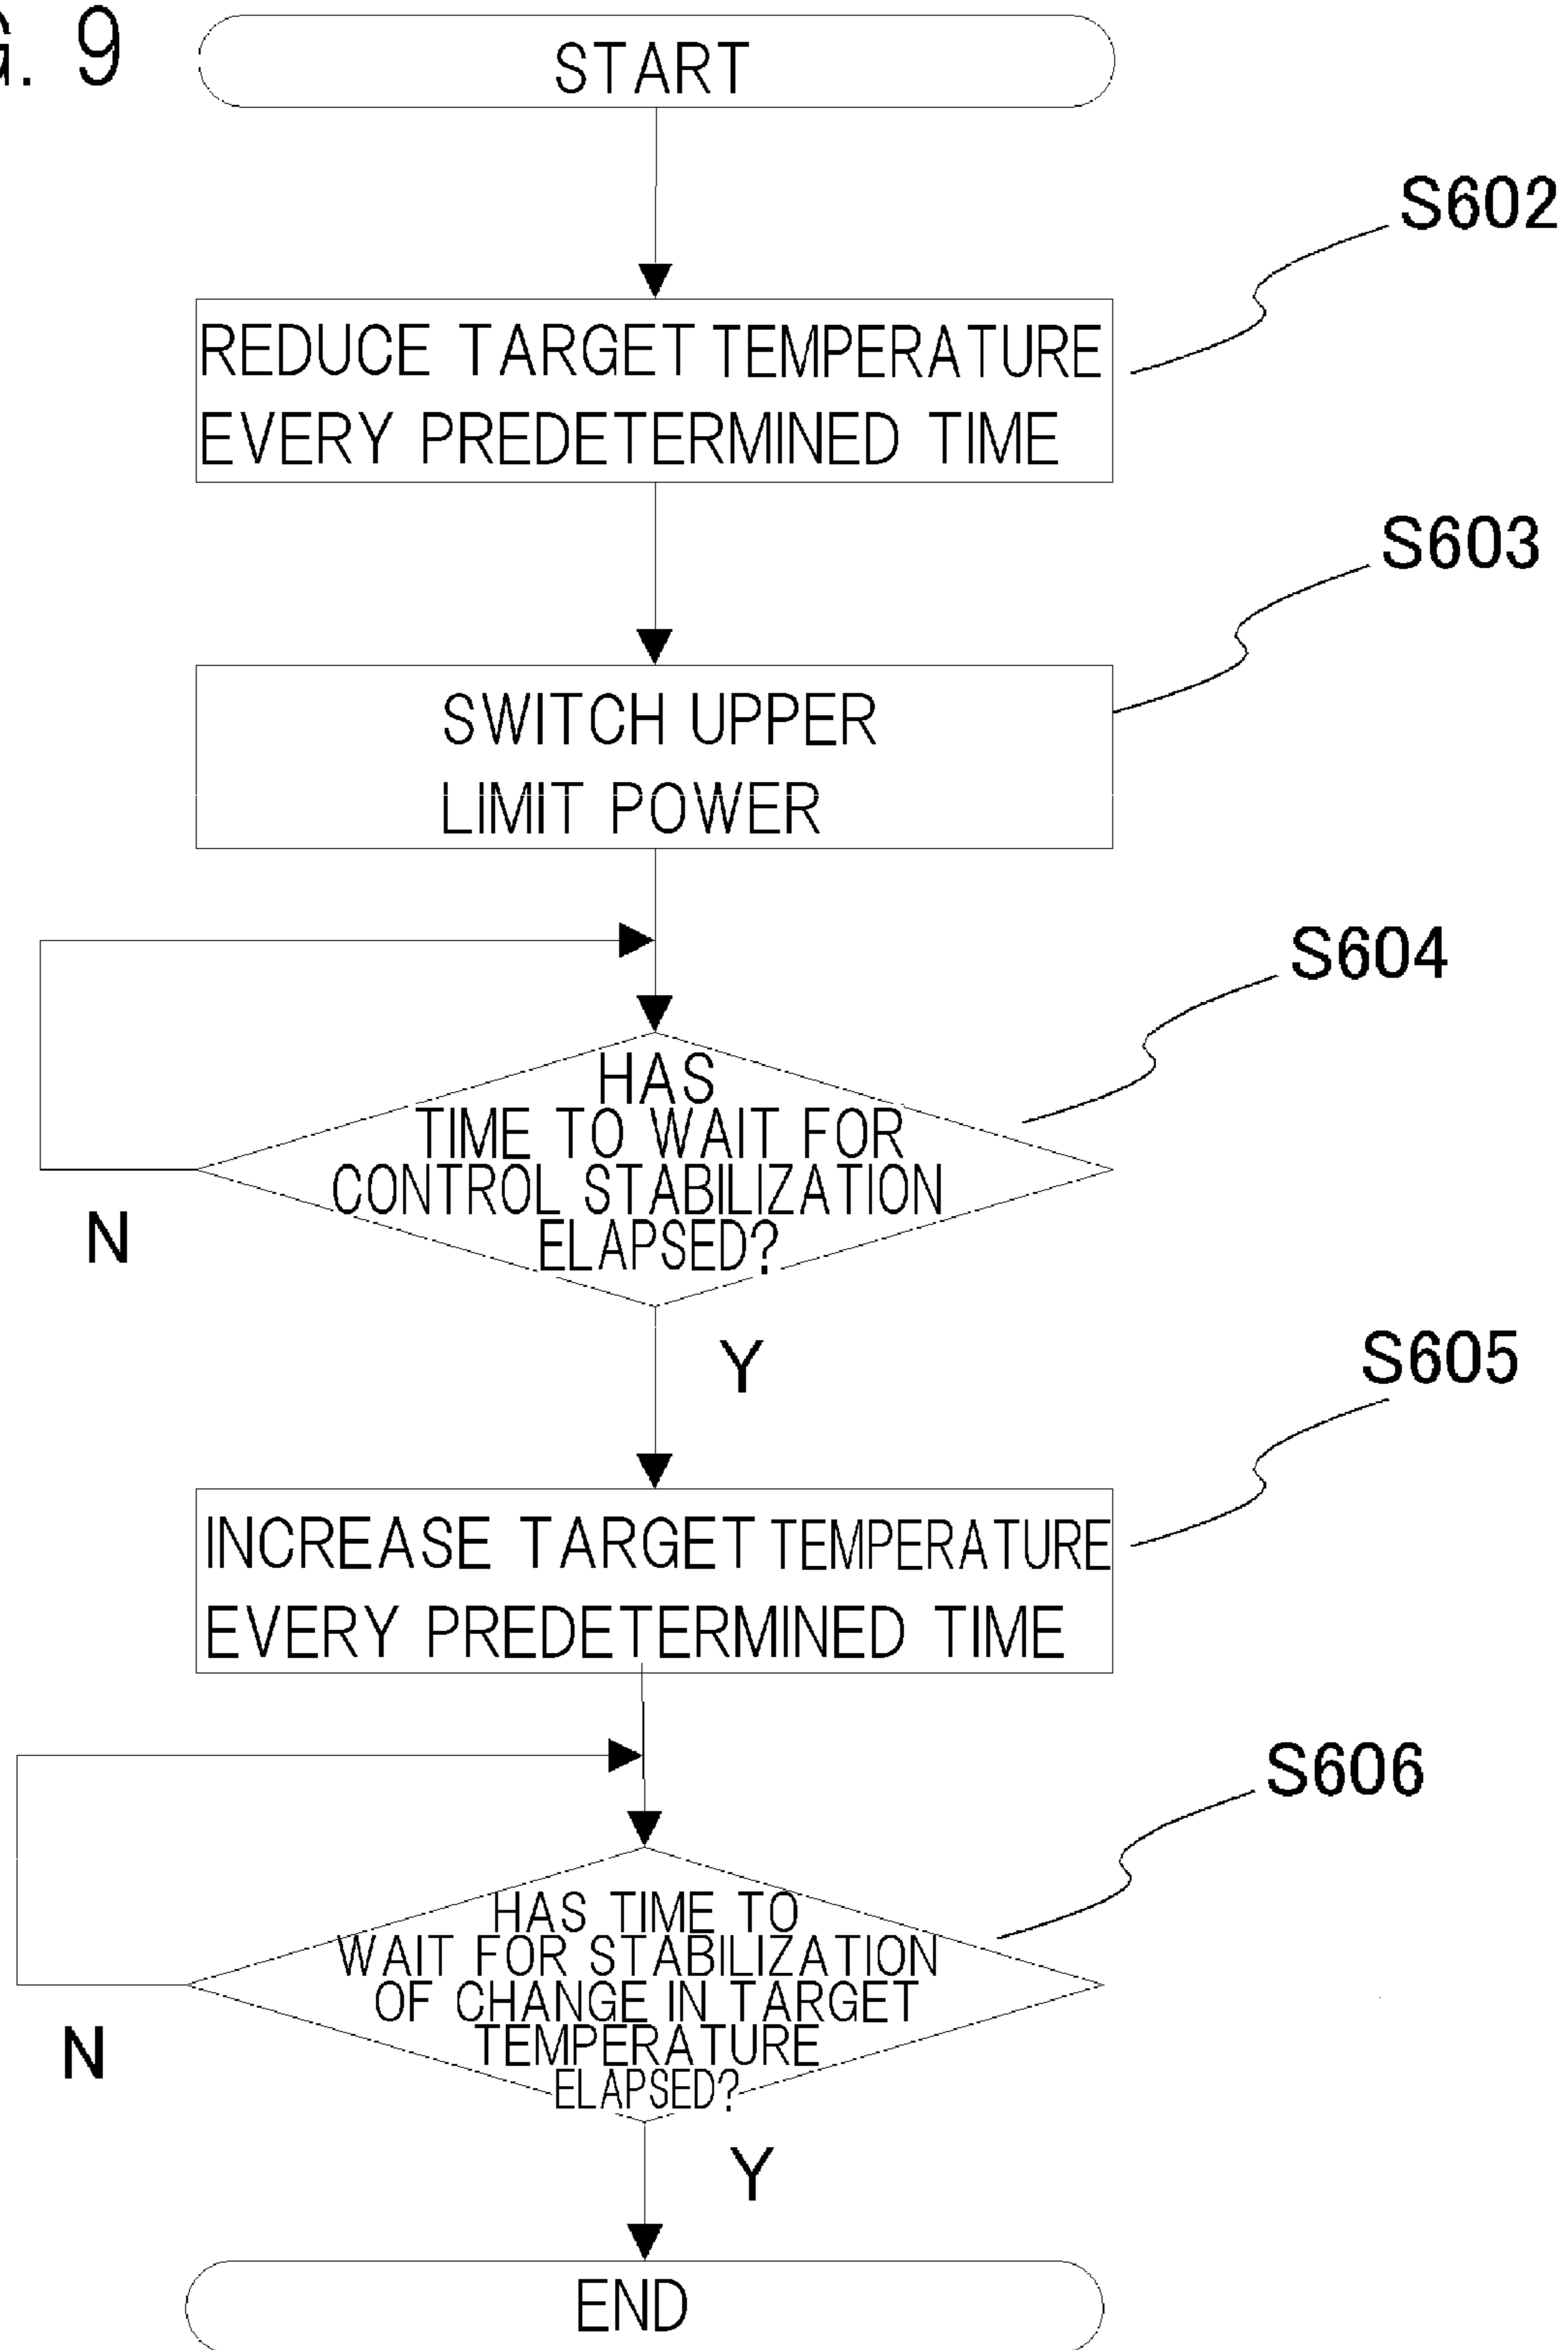 . 9
START
S602
REDUCE TARGET TEMPERATURE
EVERY PREDETERMINED TIME
S603
SWITCH UPPER
LIMIT POWER
S604
HAS
TIME TO WAIT FOR
CONTROL STABILIZATION
ELAPSED?
N
Y
S605
INCREASE TARGET TEMPERATURE
EVERY PREDETERMINED TIME
S606
HAS TIME TO
WAIT FOR STABILIZATION
OF CHANGE IN TARGET
TEMPERATURE
ELAPSED?
N
Y
END